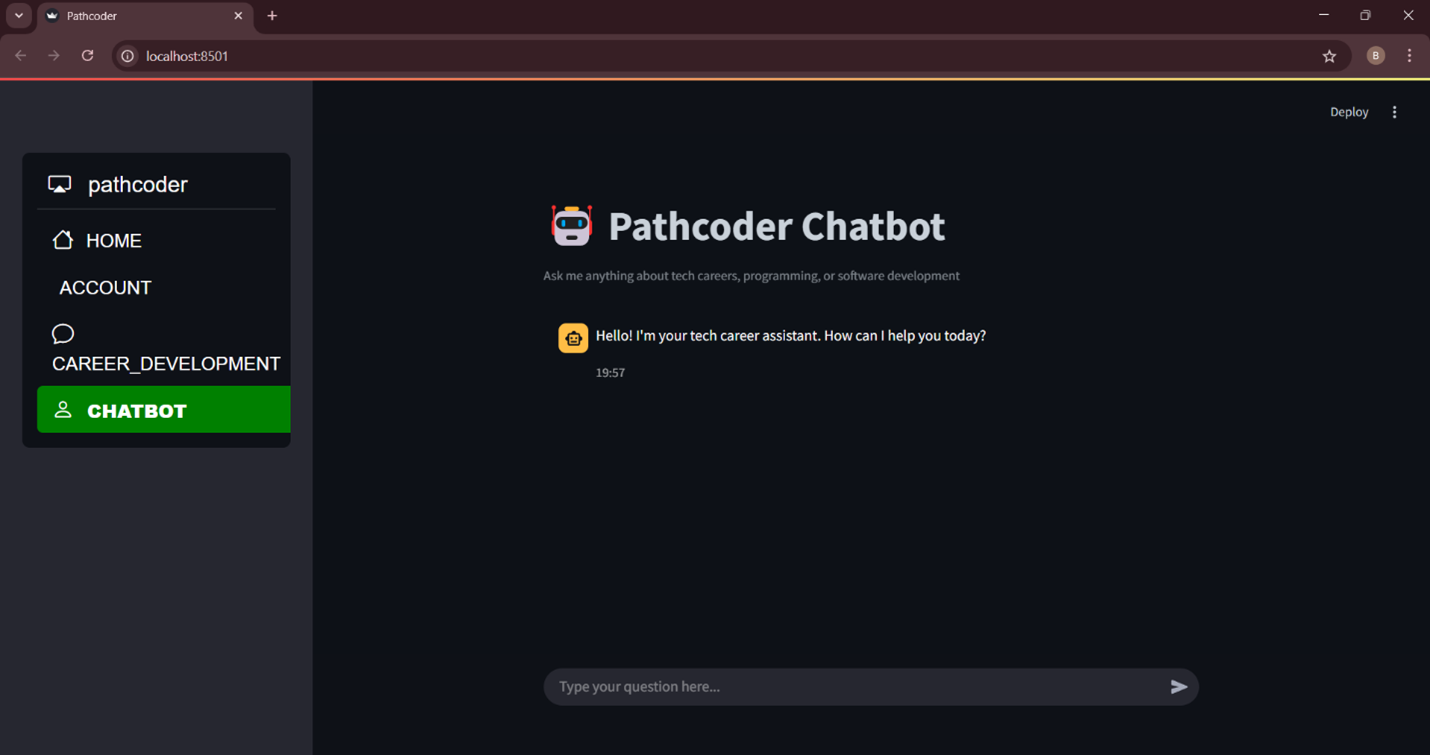 Pathcoder
localhost:8501
B
Deploy
pathcoder
HOME
ACCOUNT
CAREER_DEVELOPMENT
CHATBOT
Pathcoder Chatbot
Ask me anything about tech careers, programming, or software development
Hello! I'm your tech career assistant. How can I help you today?
19:57
Type your question here...